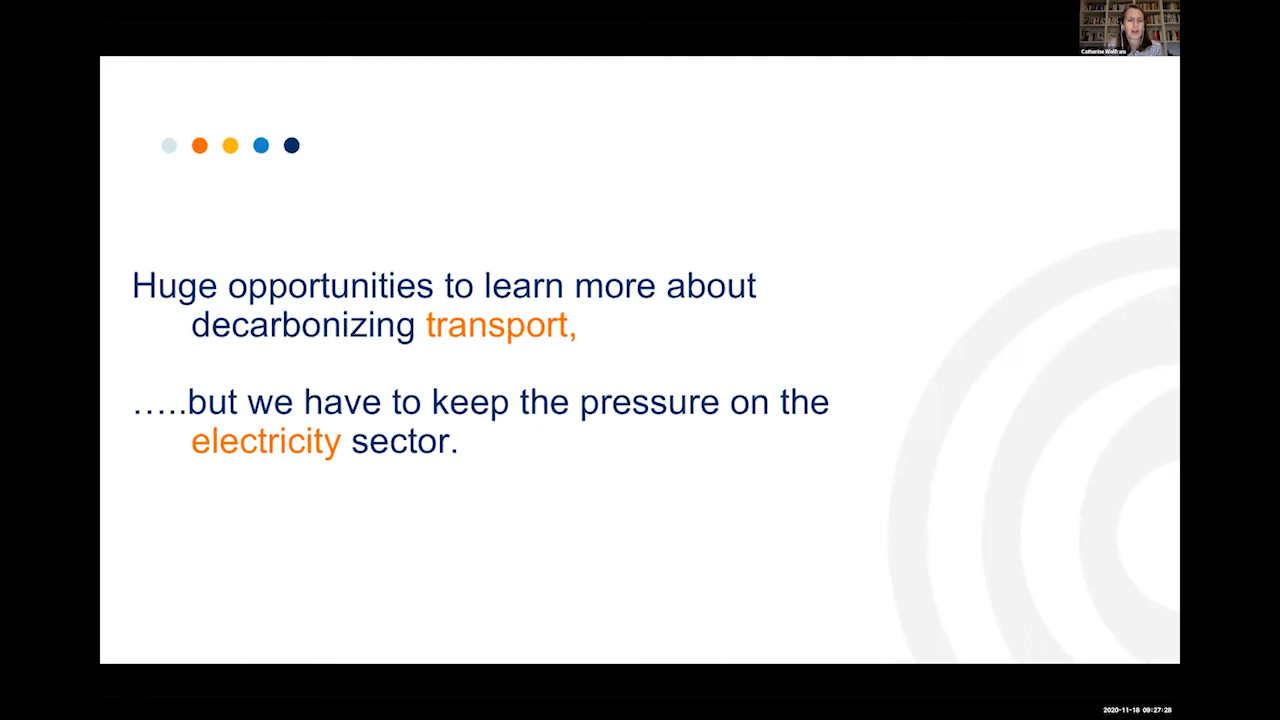 Catherine Wolfram
Huge opportunities to learn more about
decarbonizing transport,
…..but we have to keep the pressure on the
electricity sector.
2020-11-18 09:27:28